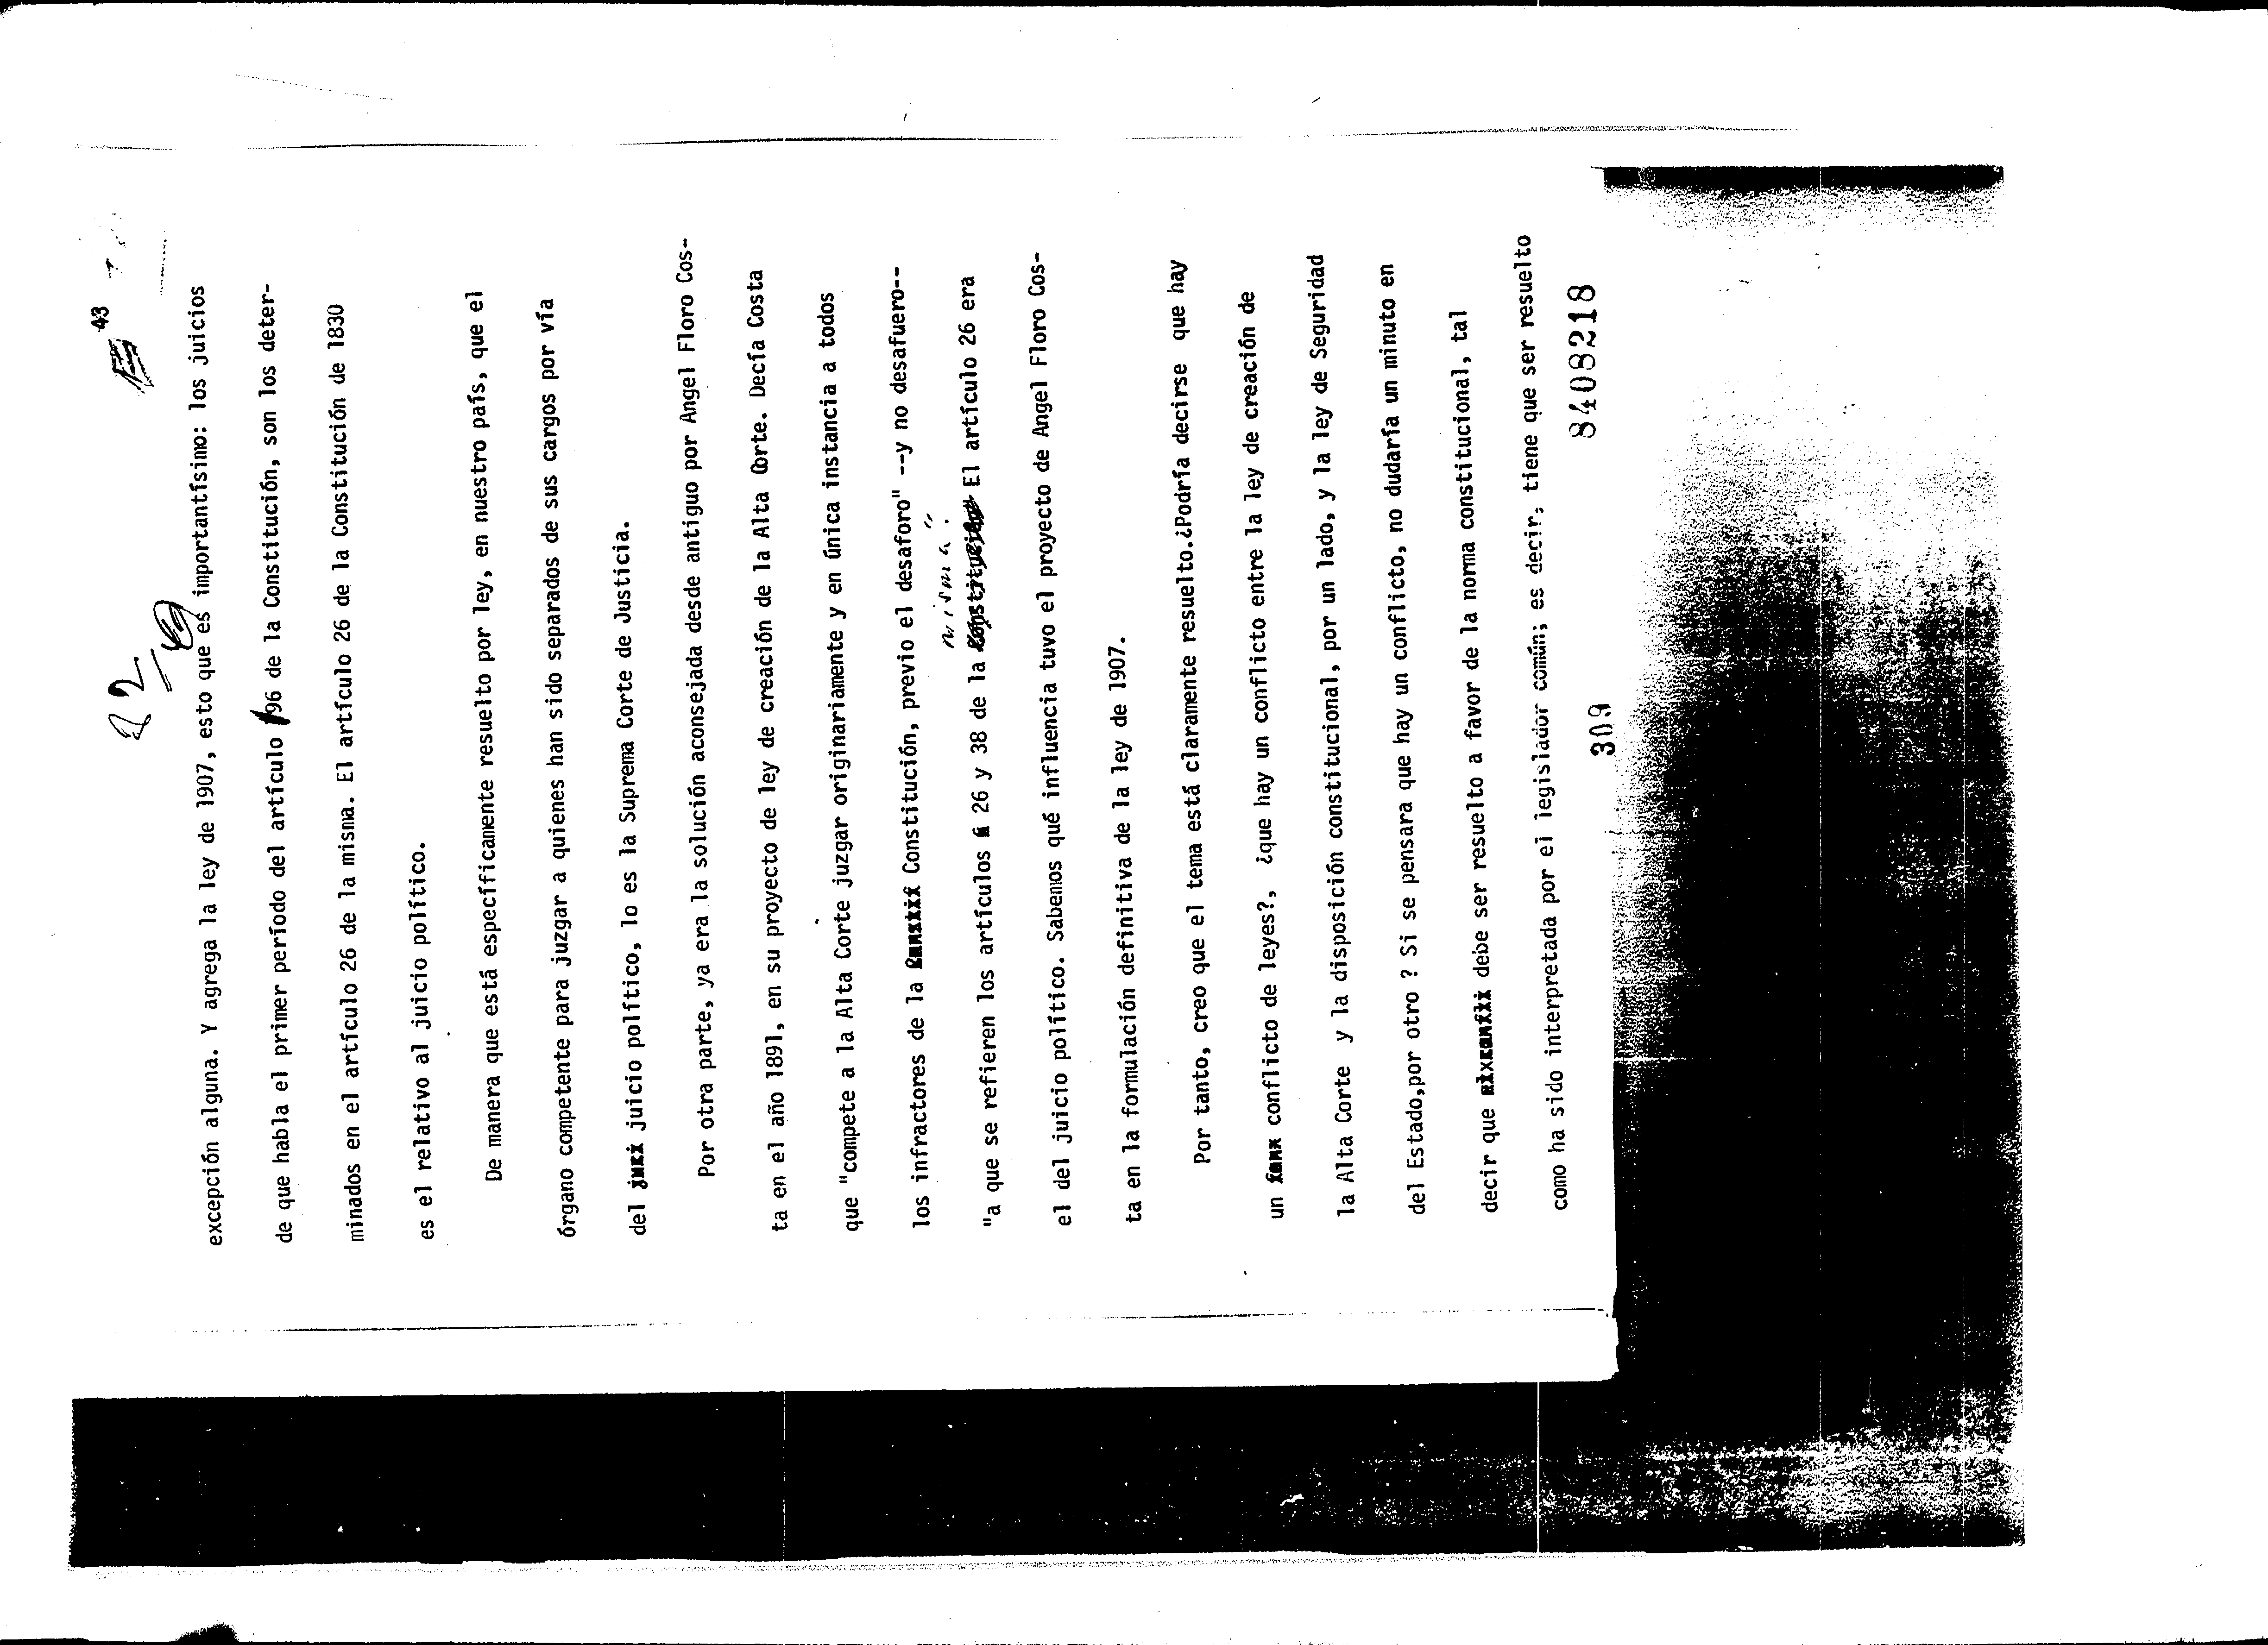 43
22
excepción alguna. Y agrega la ley de 1907, esto que es importantísimo: los juicios
de que habla el primer período del artículo 96 de la Constitución, son los deter-
minados en el artículo 26 de la misma. El artículo 26 de la Constitución de 1830
es el relativo al juicio político.
De manera que está específicamente resuelto por ley, en nuestro país, que el
órgano competente para juzgar a quienes han sido separados de sus cargos por vía
del juicio político, lo es la Suprema Corte de Justicia.
Por otra parte, ya era la solución aconsejada desde antiguo por Angel Floro Cos-
ta en el año 1891, en su proyecto de ley de creación de la Alta Corte. Decía Costa
que "compete a la Alta Corte juzgar originariamente y en única instancia a todos
los infractores de la Constitución, previo el desaforo" --y no desafuero--
misma".
"a que se refieren los artículos 26 y 38 de la El artículo 26 era
el del juicio político. Sabemos qué influencia tuvo el proyecto de Angel Floro Cos-
ta en la formulación definitiva de la ley de 1907.
Por tanto, creo que el tema está claramente resuelto.¿Podría decirse que hay
un conflicto de leyes?, ¿que hay un conflicto entre la ley de creación de
la Alta Corte y la disposición constitucional, por un lado, y la ley de Seguridad
del Estado,por otro ? Si se pensara que hay un conflicto, no dudaría un minuto en
decir que debe ser resuelto a favor de la norma constitucional, tal
como ha sido interpretada por el legislador común; es decir, tiene que ser resuelto
309
8408218